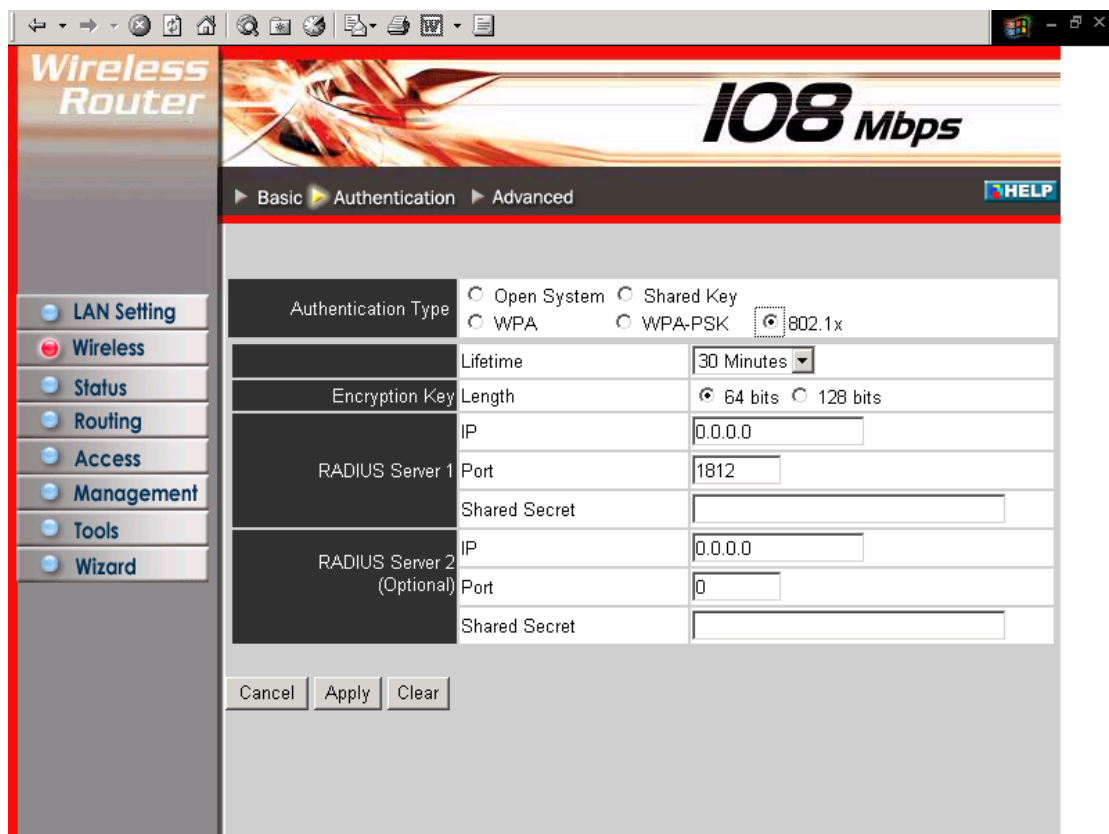 Wireless
Router
108 Mbps
Basic Authentication Advanced
HELP
LAN Setting
Wireless
Status
Routing
Access
Management
Tools
Wizard
Authentication Type
Open System Shared Key
WPA WPA-PSK 802.1x
Lifetime 30 Minutes
Encryption Key Length 64 bits 128 bits
RADIUS Server 1
IP 0.0.0.0
Port 1812
Shared Secret
RADIUS Server 2
(Optional)
IP 0.0.0.0
Port 0
Shared Secret
Cancel Apply Clear